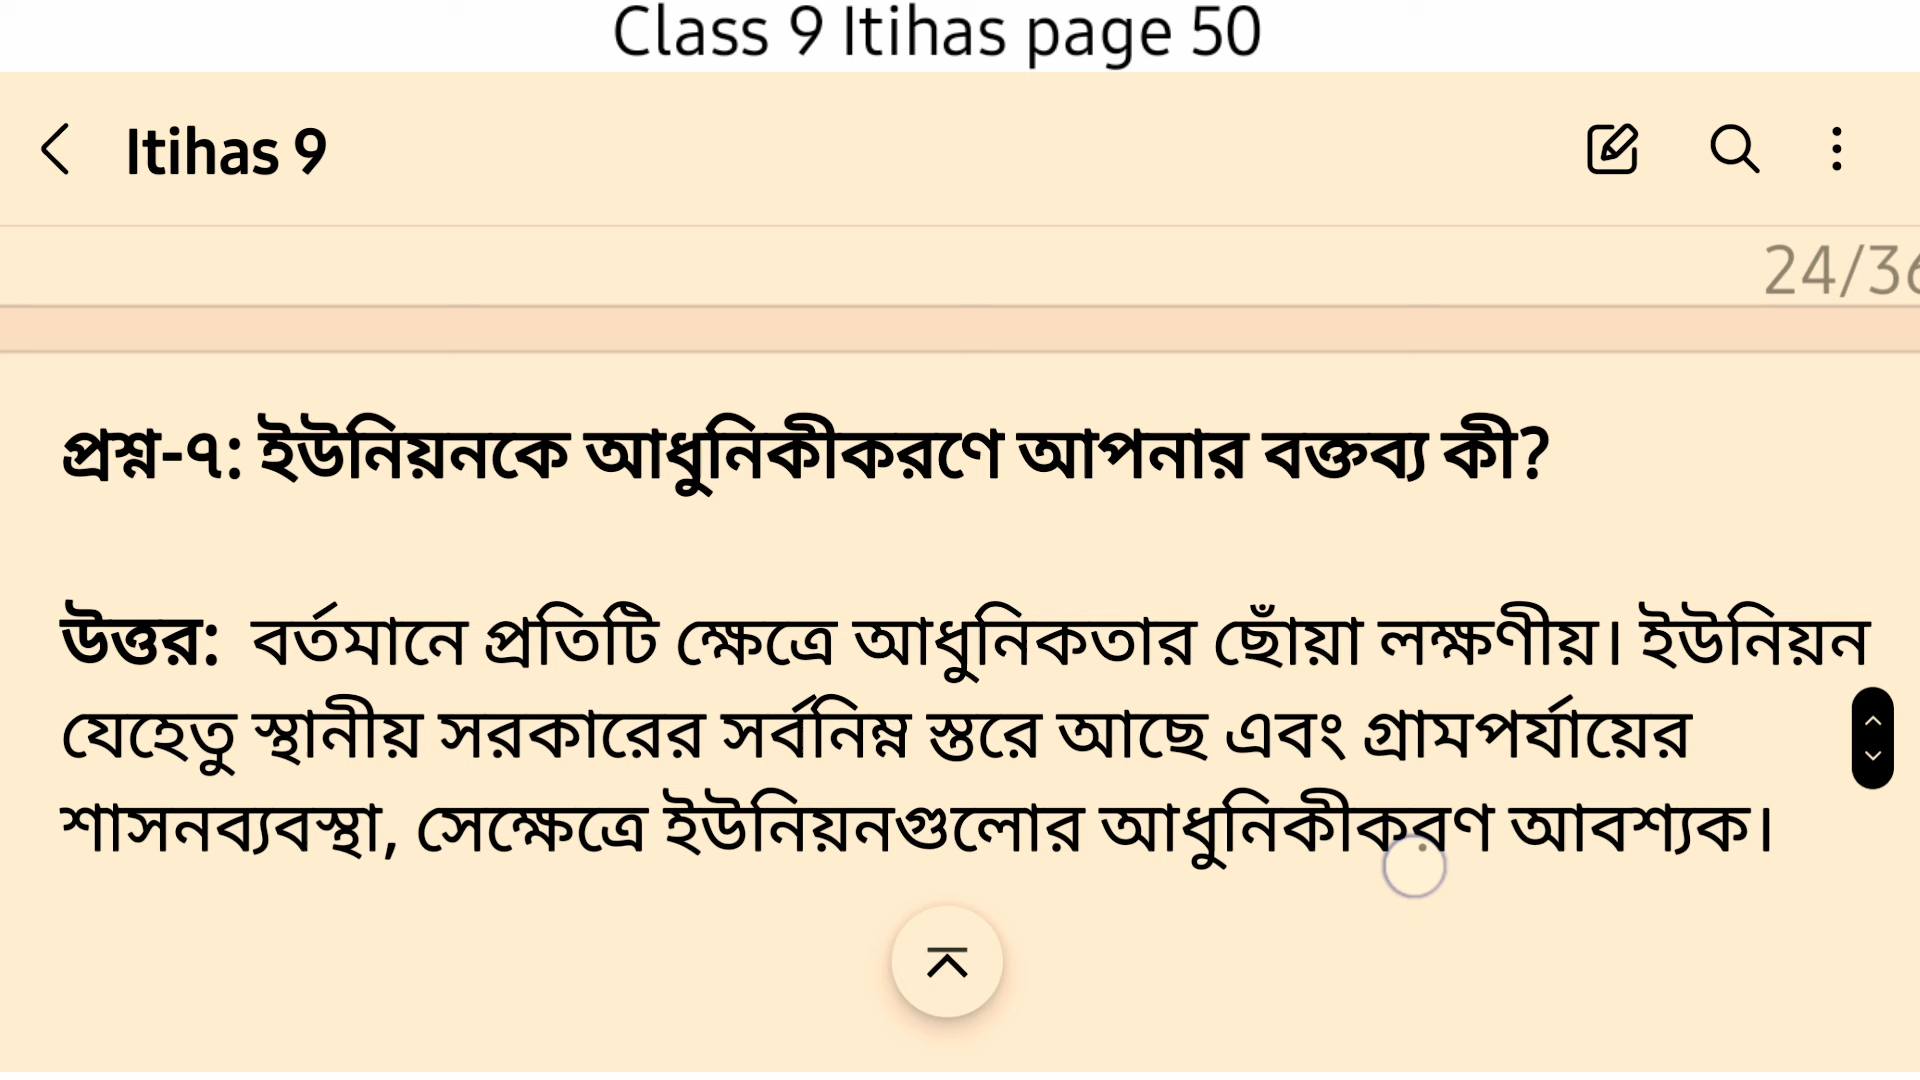 Class 9 Itihas page 50
Itihas 9
24/36
প্রশ্ন-৭: ইউনিয়নকে আধুনিকীকরণে আপনার বক্তব্য কী?
উত্তর: বর্তমানে প্রতিটি ক্ষেত্রে আধুনিকতার ছোঁয়া লক্ষণীয়। ইউনিয়ন
যেহেতু স্থানীয় সরকারের সর্বনিম্ন স্তরে আছে এবং গ্রামপর্যায়ের
শাসনব্যবস্থা, সেক্ষেত্রে ইউনিয়নগুলোর আধুনিকীকরণ আবশ্যক।